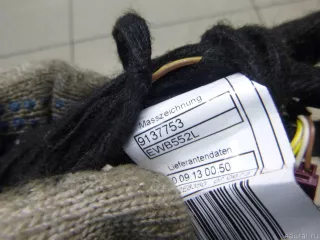 Masszeichnung
9137753
EWB552L
Lieferantendaten
0 09 13 00 50